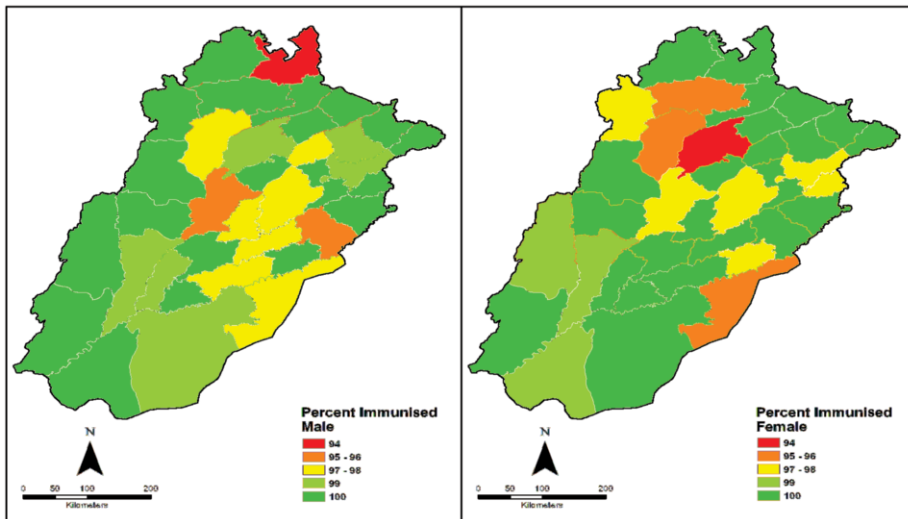 Percent Immunised
Male
94
95 - 96
97 - 98
99
100
N
0 50 100 200
Kilometers
Percent Immunised
Female
94
95 - 96
97 - 98
99
100
N
0 50 100 200
Kilometers